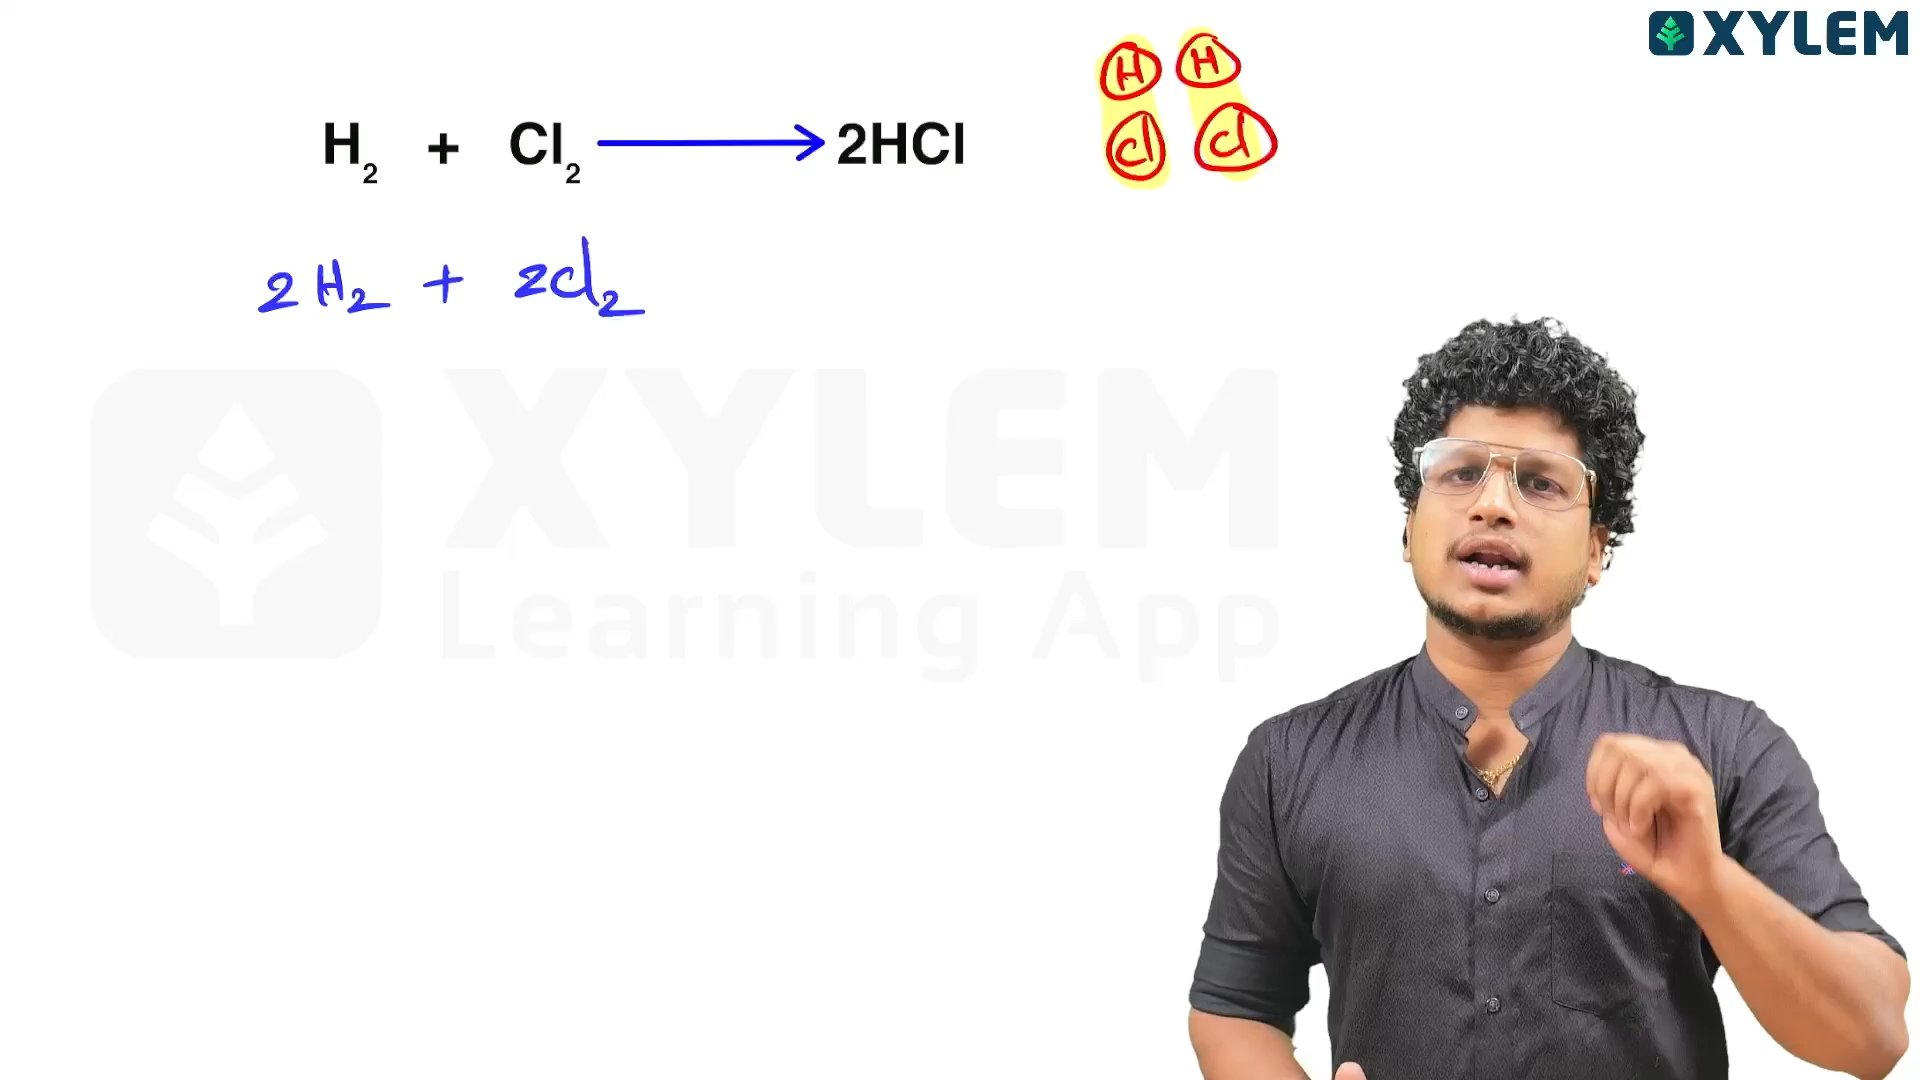 XYLEM
H H
H₂ + Cl₂ ⟶ 2HCl
Cl Cl
2H₂ + 2Cl₂
XYLEM
Learning App